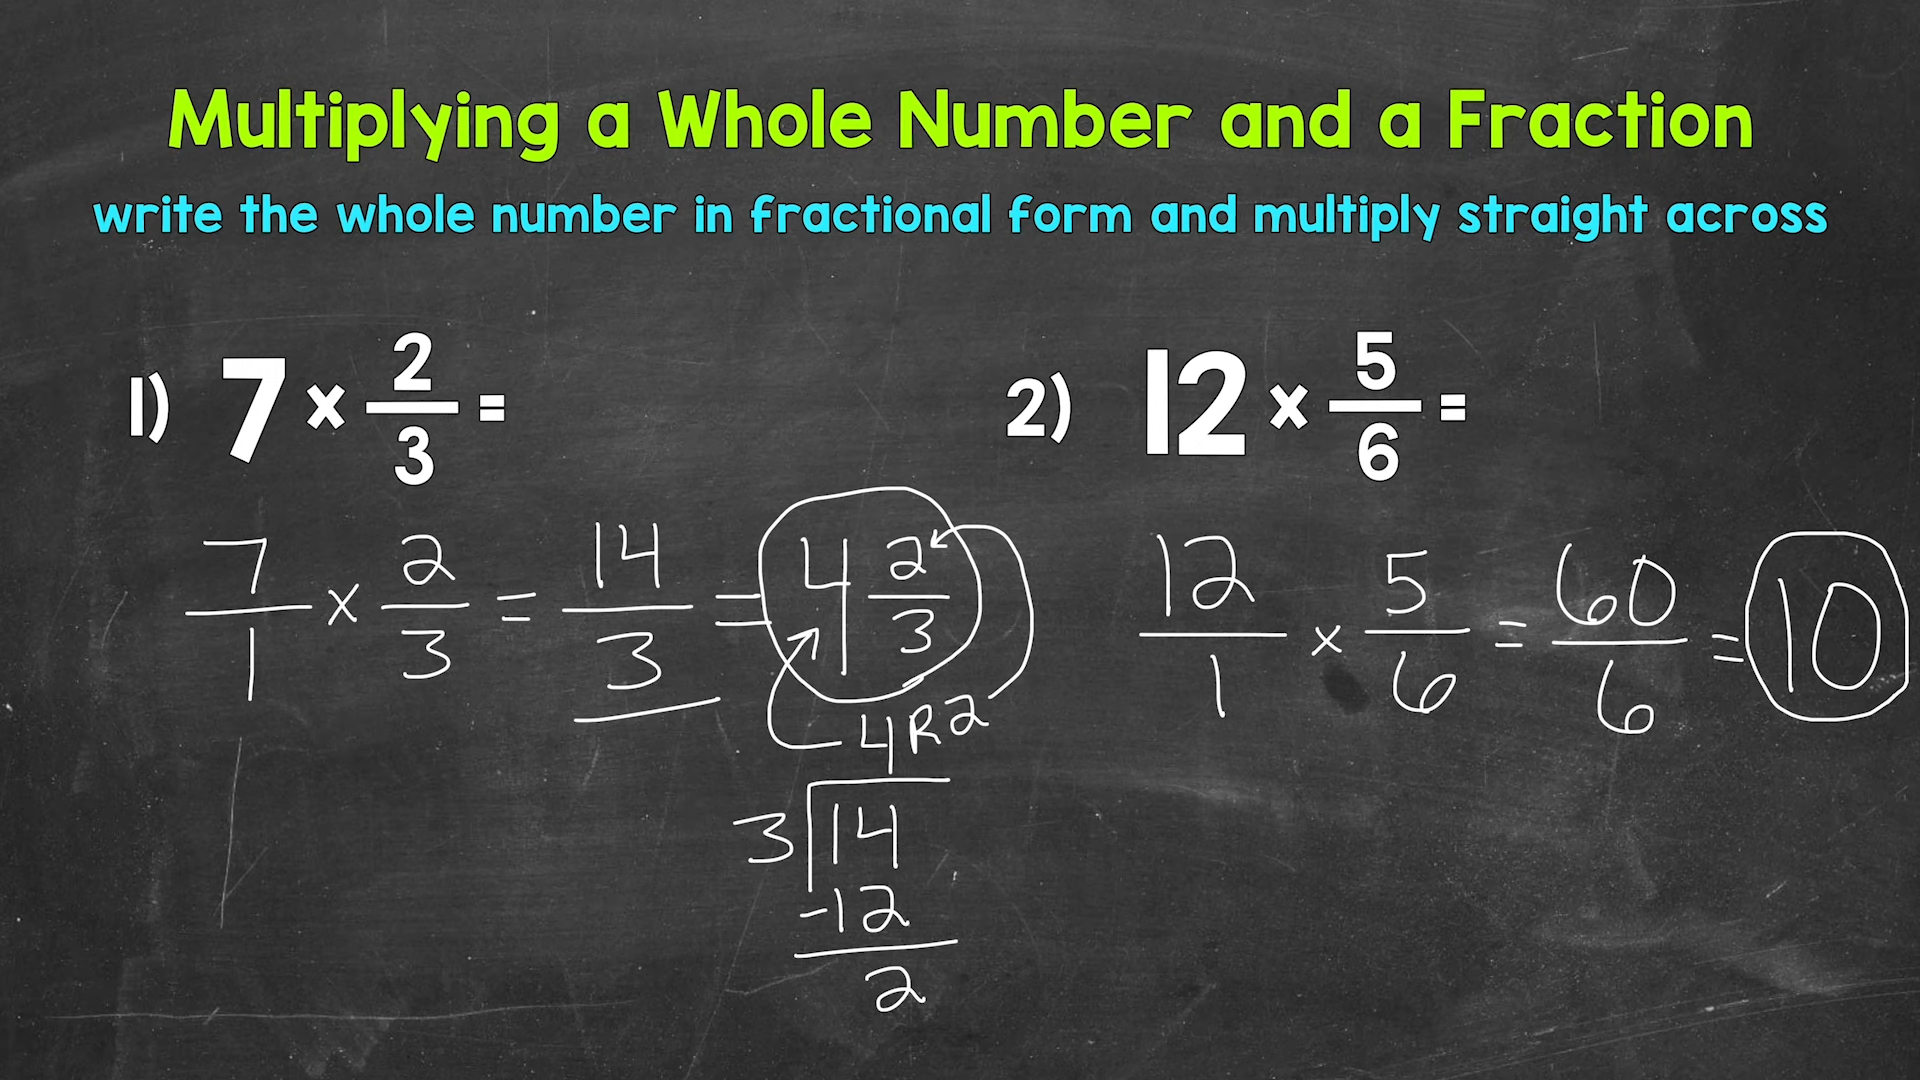 Multiplying a Whole Number and a Fraction
write the whole number in fractional form and multiply straight across
1) 7 × 2/3 =
7/1 × 2/3 = 14/3 = 4 2/3
4 R2
3 14
-12
2
2) 12 × 5/6 =
12/1 × 5/6 = 60/6 = 10